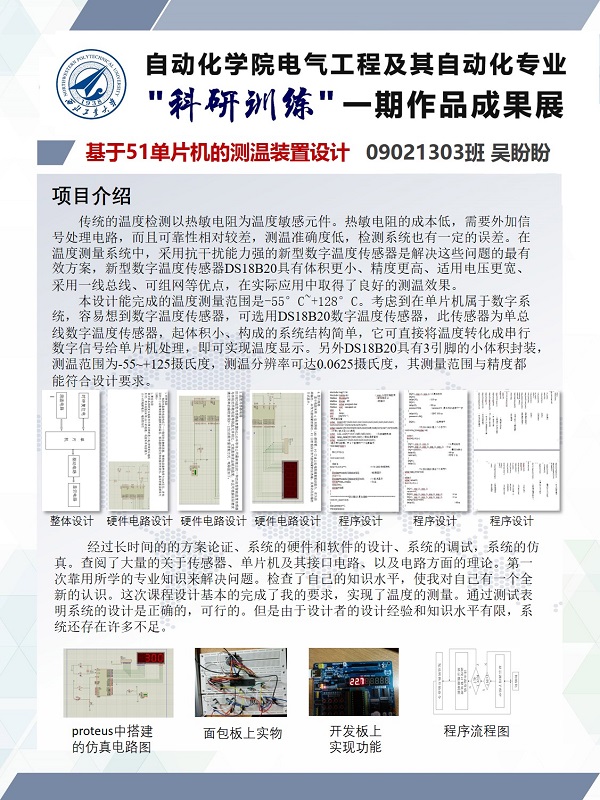 NORTHWESTERN POLYTECHNICAL UNIVERSITY
1938
西北工业大学
自动化学院电气工程及其自动化专业
"科研训练"一期作品成果展
基于51单片机的测温装置设计 09021303班 吴盼盼
项目介绍
传统的温度检测以热敏电阻为温度敏感元件。热敏电阻的成本低，需要外加信
号处理电路，而且可靠性相对较差，测温准确度低，检测系统也有一定的误差。在
温度测量系统中，采用抗干扰能力强的新型数字温度传感器是解决这些问题的最有
效方案，新型数字温度传感器DS18B20具有体积更小、精度更高、适用电压更宽、
采用一线总线、可组网等优点，在实际应用中取得了良好的测温效果。
本设计能完成的温度测量范围是-55°C~+128°C。考虑到在单片机属于数字系
统，容易想到数字温度传感器，可选用DS18B20数字温度传感器，此传感器为单总
线数字温度传感器，起体积小、构成的系统结构简单，它可直接将温度转化成串行
数字信号给单片机处理，即可实现温度显示。另外DS18B20具有3引脚的小体积封装，
测温范围为-55~+125摄氏度，测温分辨率可达0.0625摄氏度，其测量范围与精度都
能符合设计要求。
整体设计 硬件电路设计 硬件电路设计 硬件电路设计 程序设计 程序设计 程序设计
经过长时间的的方案论证、系统的硬件和软件的设计、系统的调试，系统的仿
真。查阅了大量的关于传感器、单片机及其接口电路、以及电路方面的理论。第一
次靠用所学的专业知识来解决问题。检查了自己的知识水平，使我对自己有一个全
新的认识。这次课程设计基本的完成了我的要求，实现了温度的测量。通过测试表
明系统的设计是正确的，可行的。但是由于设计者的设计经验和知识水平有限，系
统还存在许多不足。
22.7
proteus中搭建
的仿真电路图
面包板上实物
开发板上
实现功能
程序流程图